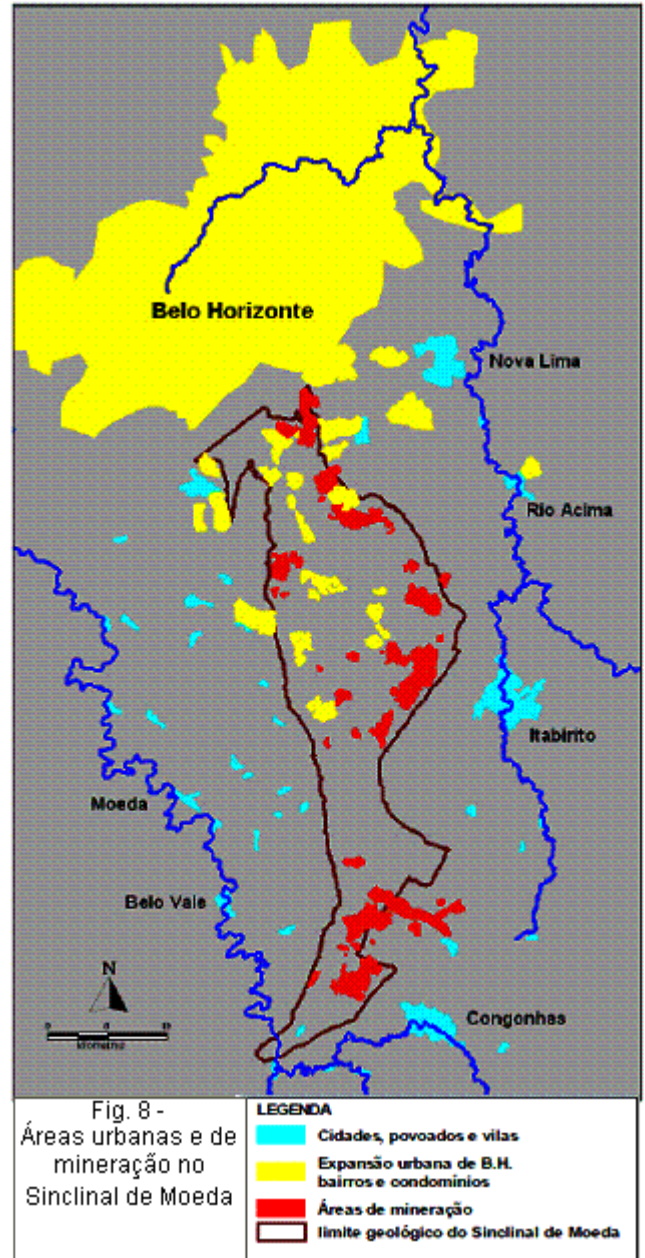 Belo Horizonte
Nova Lima
Rio Acima
Itabirito
Moeda
Belo Vale
N
Congonhas
Fig. 8 -
Áreas urbanas e de
mineração no
Sinclinal de Moeda
LEGENDA
Cidades, povoados e vilas
Expansão urbana de B.H.
bairros e condomínios
Áreas de mineração
limite geológico do Sinclinal de Moeda